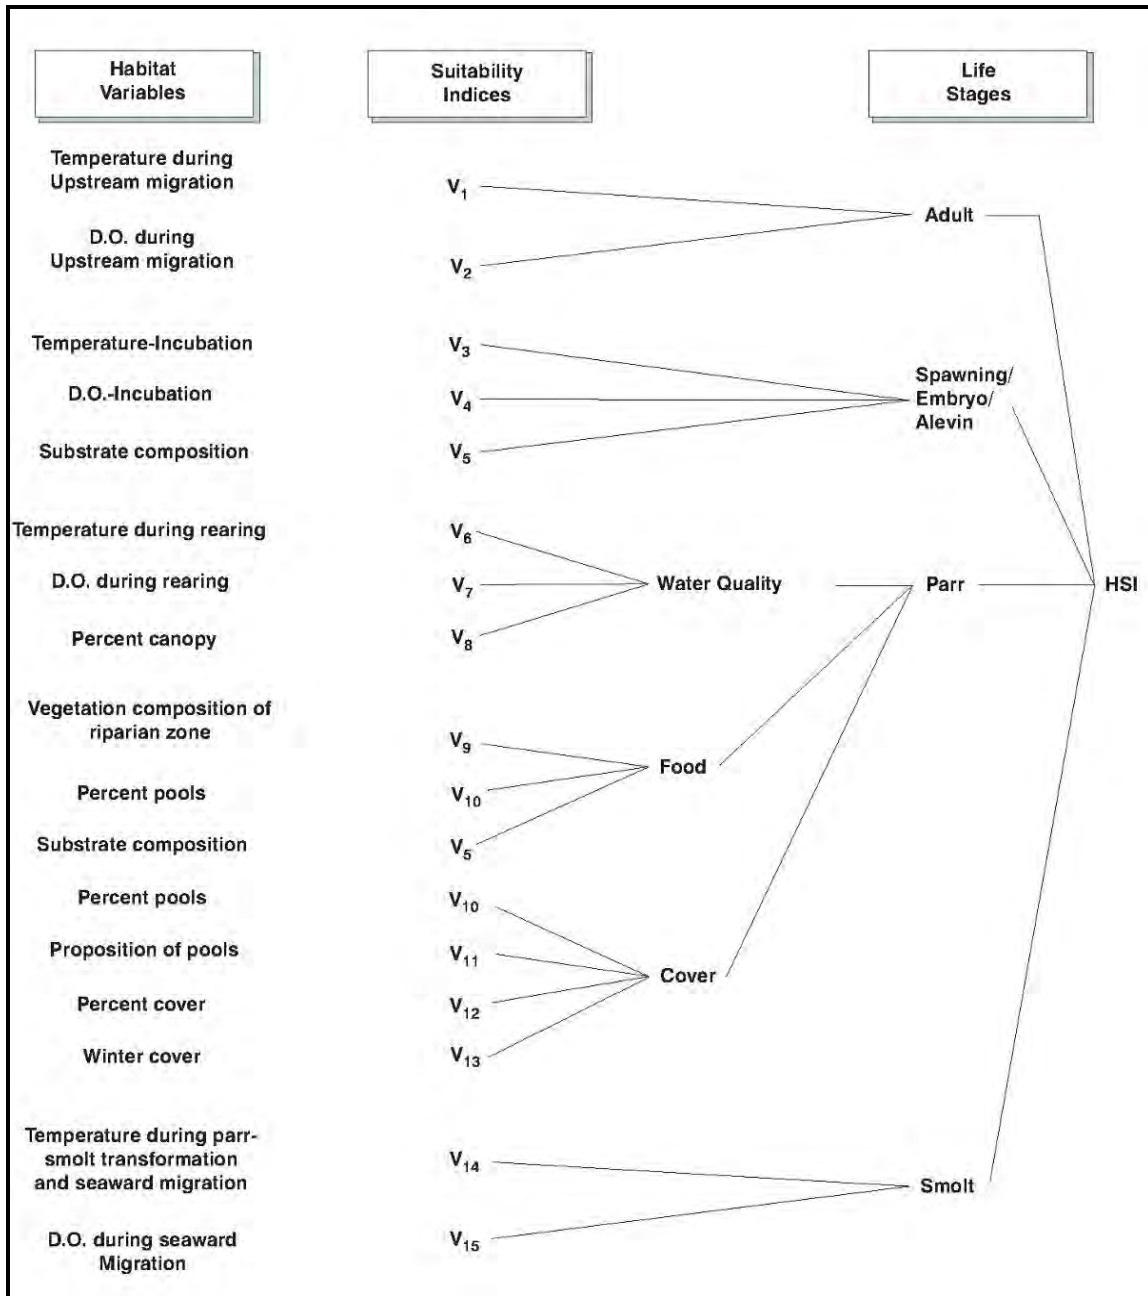 Habitat
Variables
Suitability
Indices
Life
Stages
Temperature during
Upstream migration
V1
Adult
D.O. during
Upstream migration
V2
Temperature-Incubation
V3
D.O.-Incubation
V4
Spawning/
Embryo/
Alevin
Substrate composition
V5
Temperature during rearing
V6
D.O. during rearing
V7
Water Quality
Parr
HSI
Percent canopy
V8
Vegetation composition of
riparian zone
V9
Food
Percent pools
V10
Substrate composition
V5
Percent pools
V10
Proposition of pools
V11
Cover
Percent cover
V12
Winter cover
V13
Temperature during parr-
smolt transformation
and seaward migration
V14
Smolt
D.O. during seaward
Migration
V15